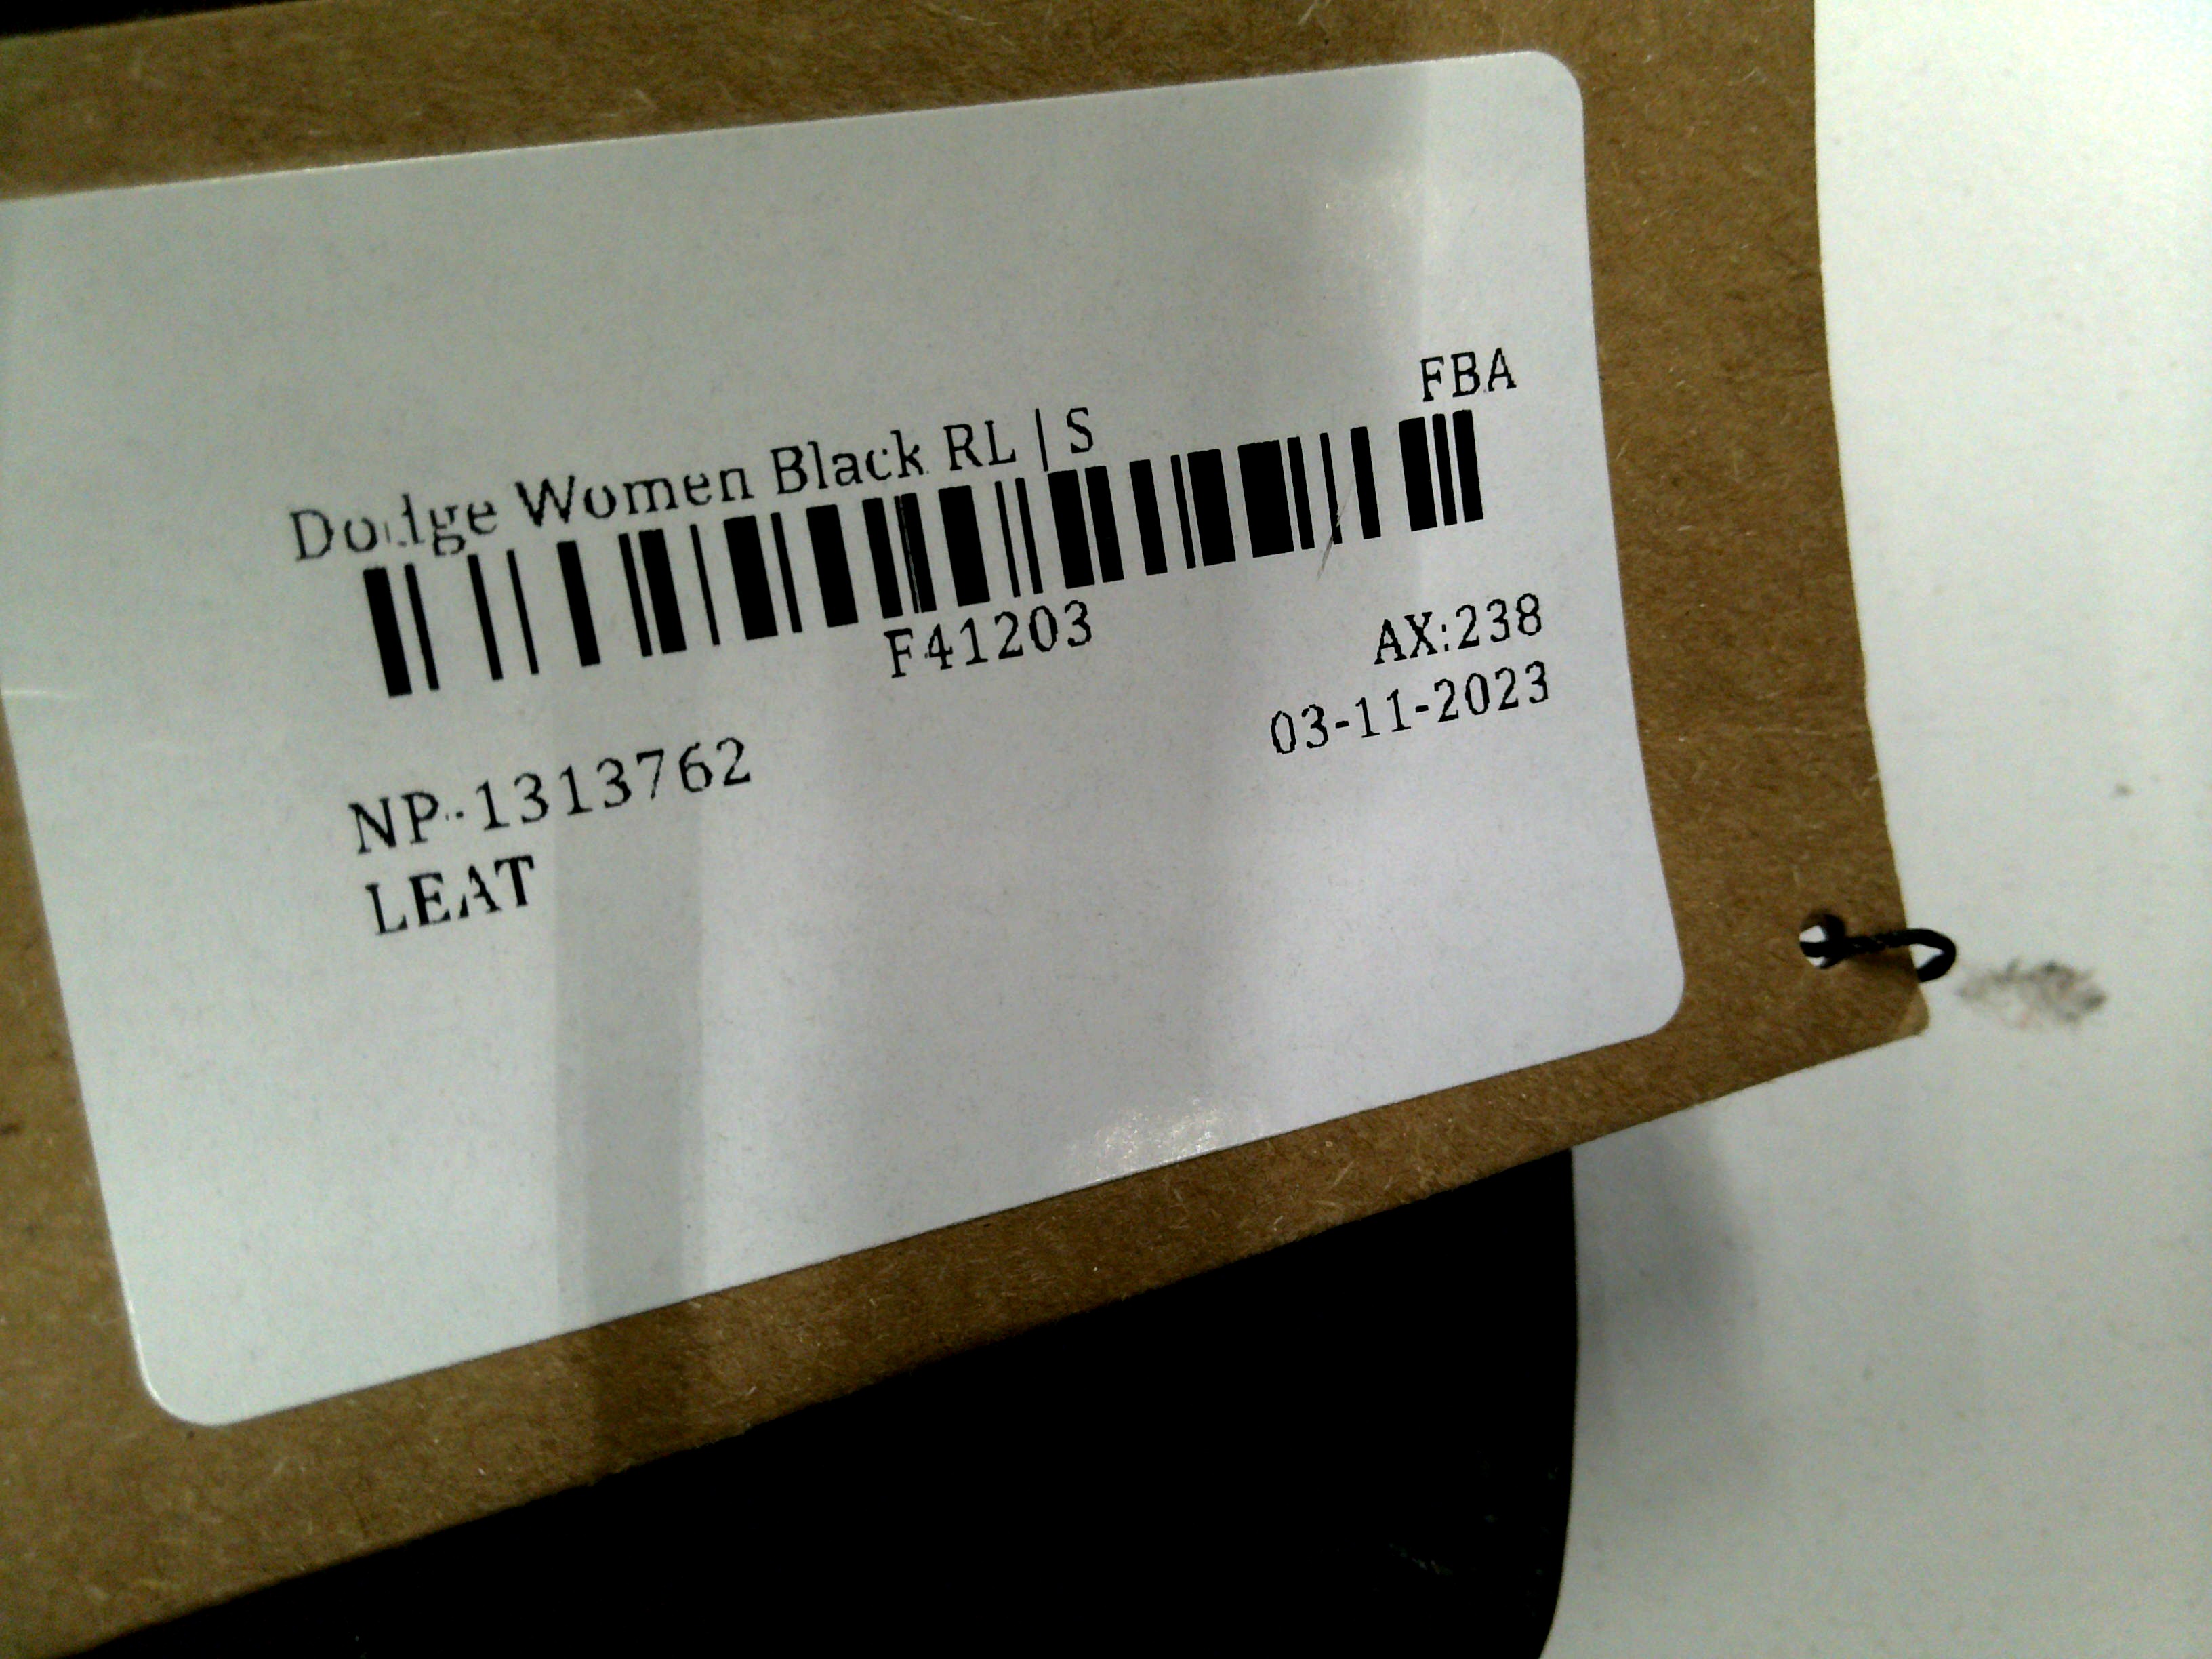 FBA
Dodge Women Black RL | S
F41203
AX:238
03-11-2023
NP-1313762
LEAT